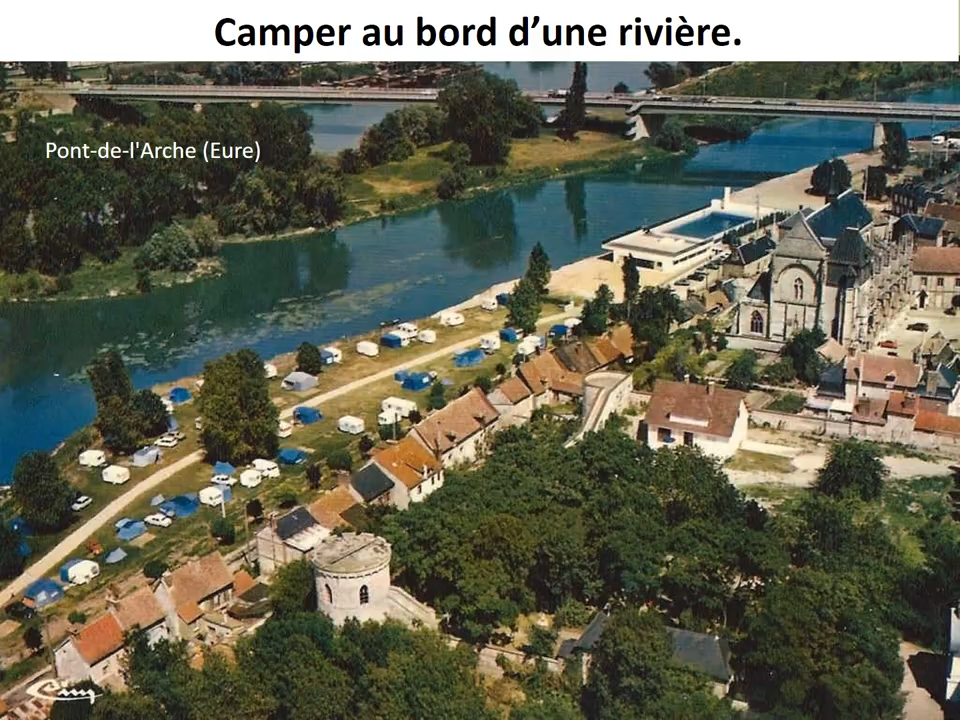 Camper au bord d’une rivière.
Pont-de-l'Arche (Eure)